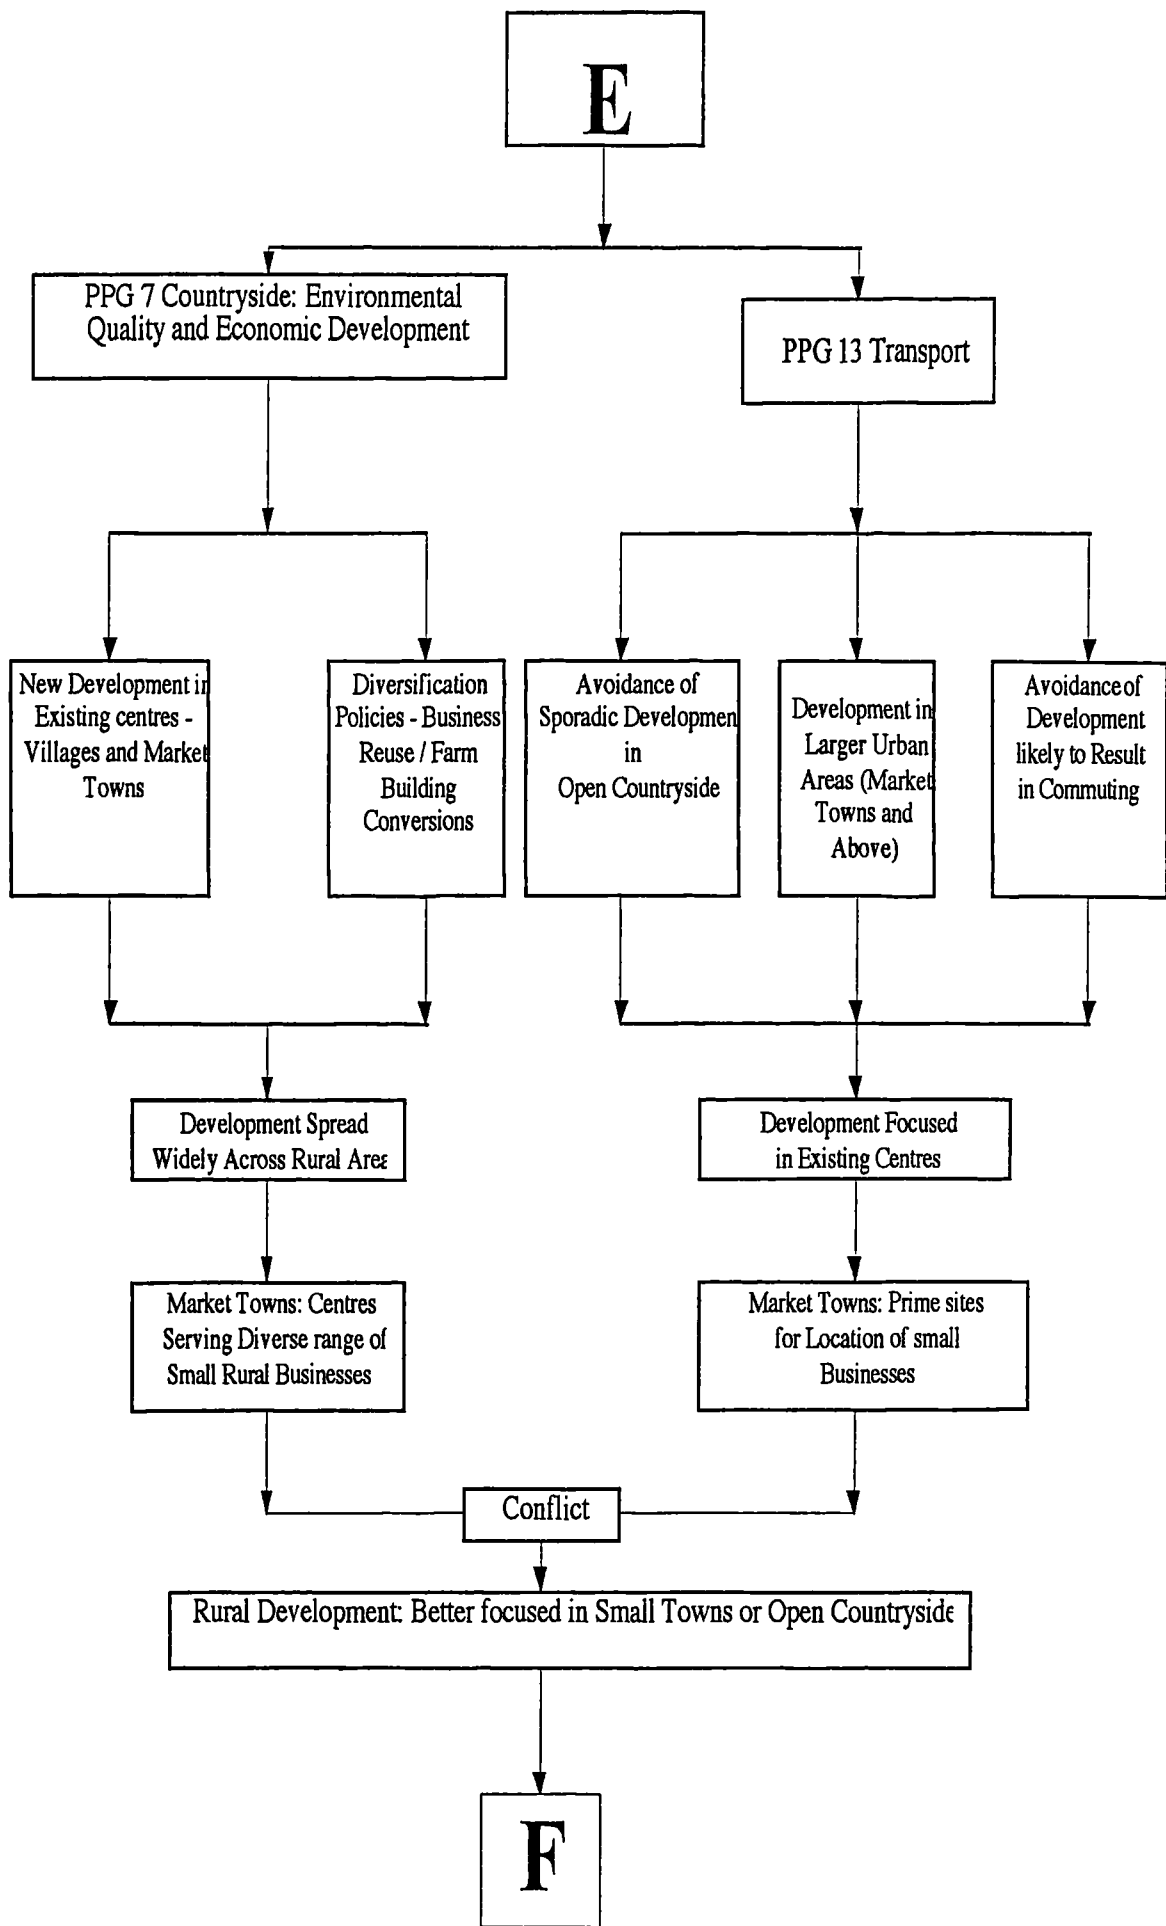 E
PPG 7 Countryside: Environmental
Quality and Economic Development
PPG 13 Transport
New Development in
Existing centres -
Villages and Market
Towns
Diversification
Policies - Business
Reuse / Farm
Building
Conversions
Avoidance of
Sporadic Developmen
in
Open Countryside
Development in
Larger Urban
Areas (Market
Towns and
Above)
Avoidance of
Development
likely to Result
in Commuting
Development Spread
Widely Across Rural Area
Development Focused
in Existing Centres
Market Towns: Centres
Serving Diverse range of
Small Rural Businesses
Market Towns: Prime sites
for Location of small
Businesses
Conflict
Rural Development: Better focused in Small Towns or Open Countryside
F